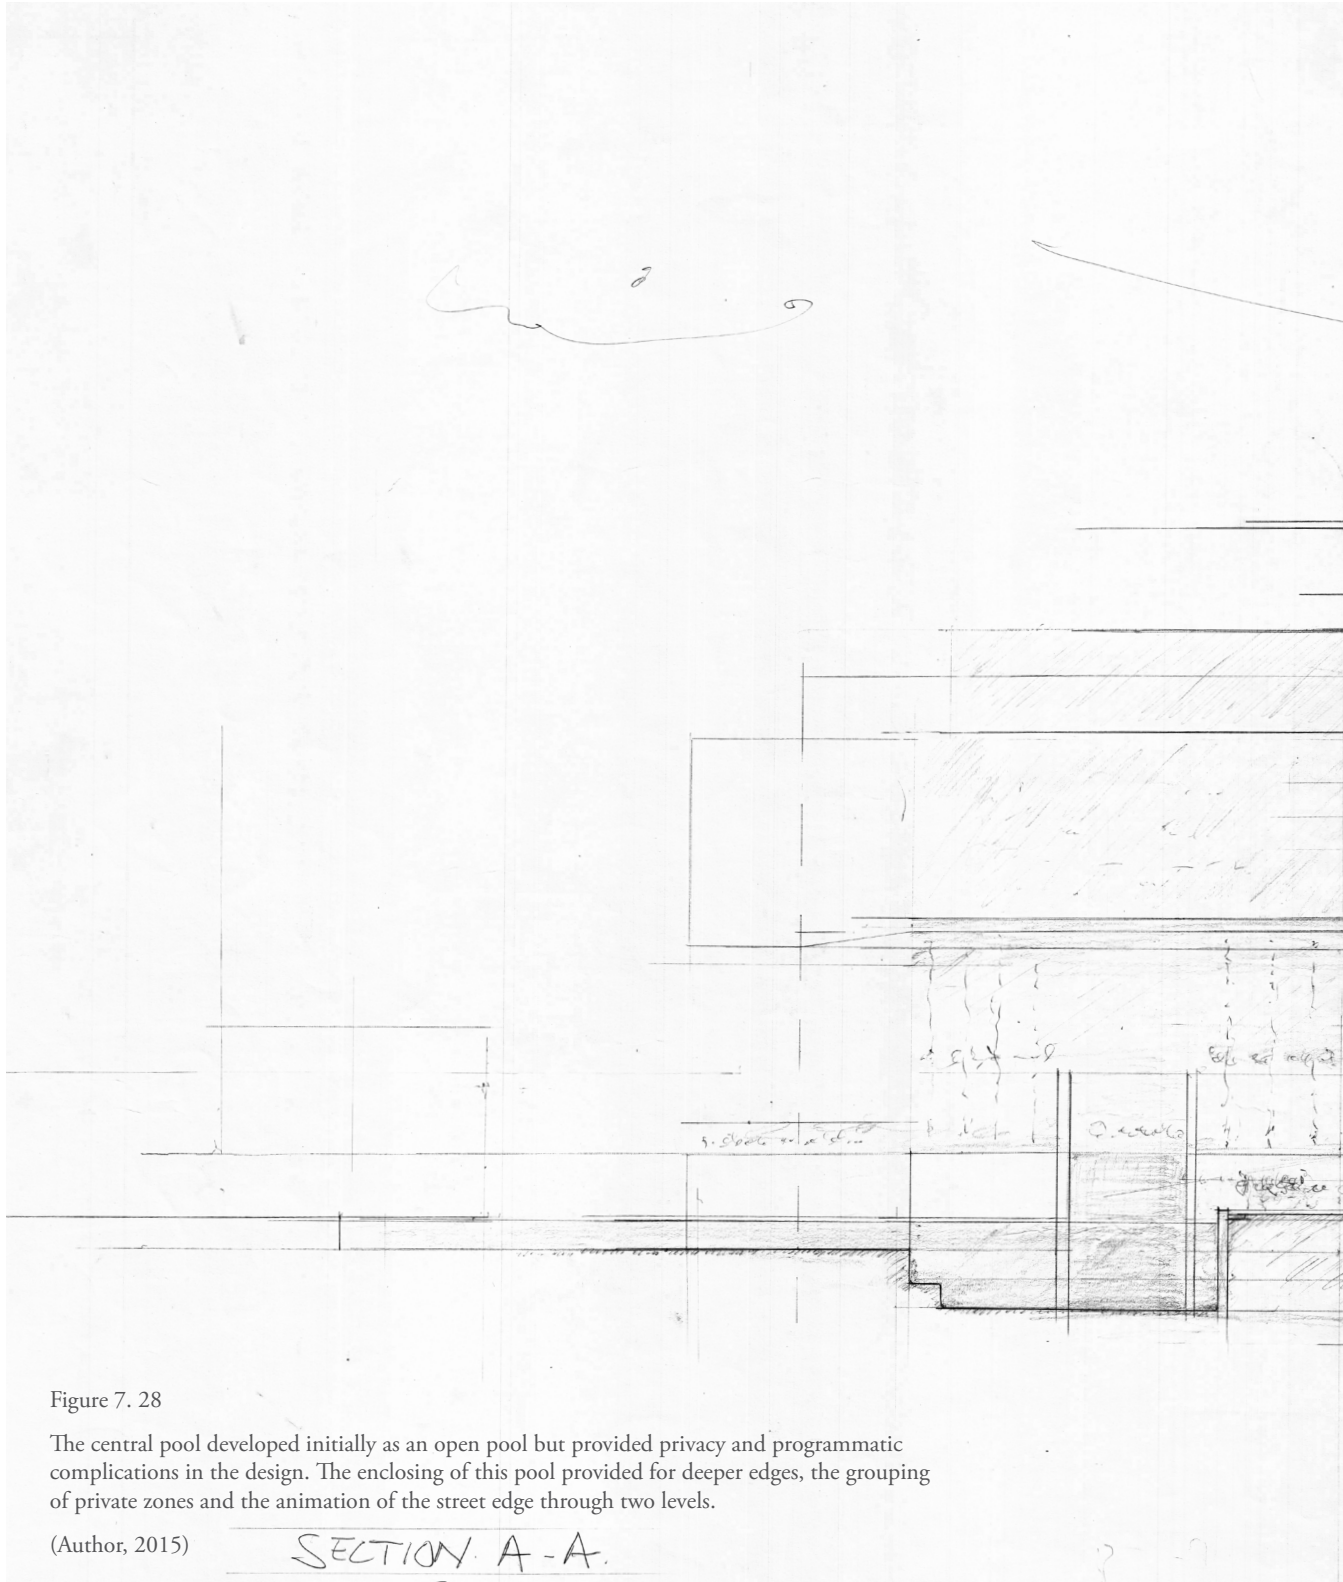 Figure 7. 28
The central pool developed initially as an open pool but provided privacy and programmatic
complications in the design. The enclosing of this pool provided for deeper edges, the grouping
of private zones and the animation of the street edge through two levels.
(Author, 2015)
SECTION A-A.